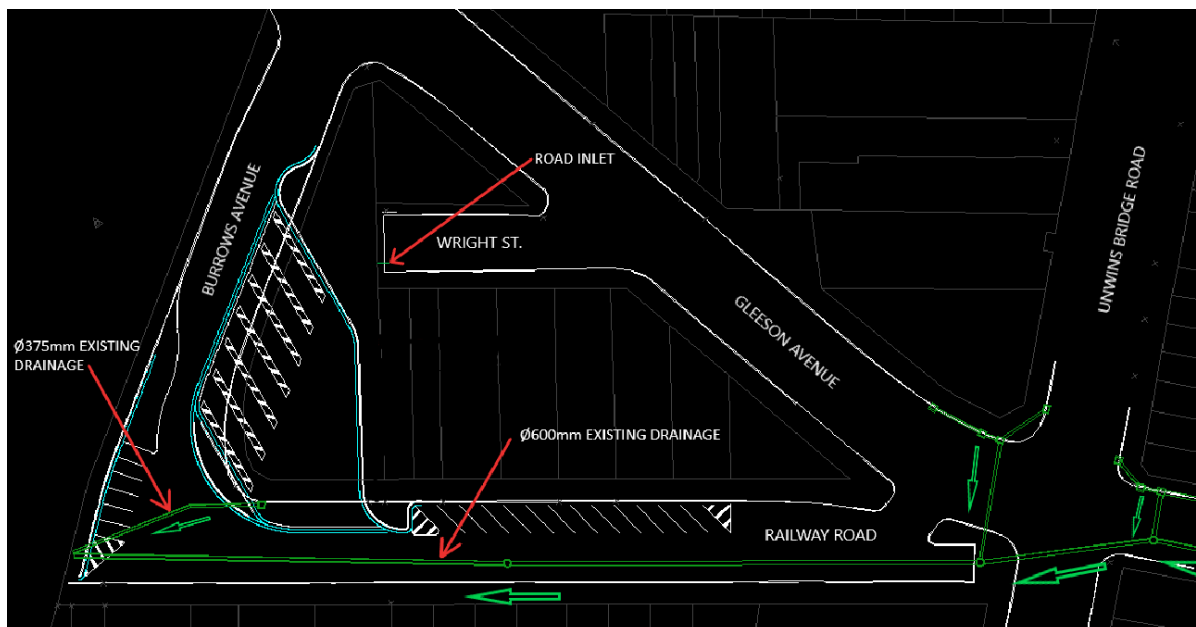 ROAD INLET
BURROWS AVENUE
WRIGHT ST.
UNWINS BRIDGE ROAD
GLEESON AVENUE
Ø375mm EXISTING
DRAINAGE
Ø600mm EXISTING DRAINAGE
RAILWAY ROAD